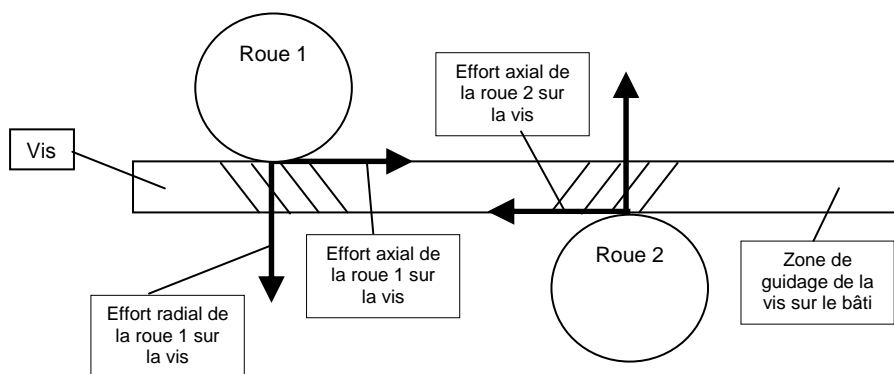 Roue 1
Effort axial de
la roue 2 sur
la vis
Vis
Effort axial de
la roue 1 sur
la vis
Roue 2
Zone de
guidage de la
vis sur le bâti
Effort radial de
la roue 1 sur
la vis